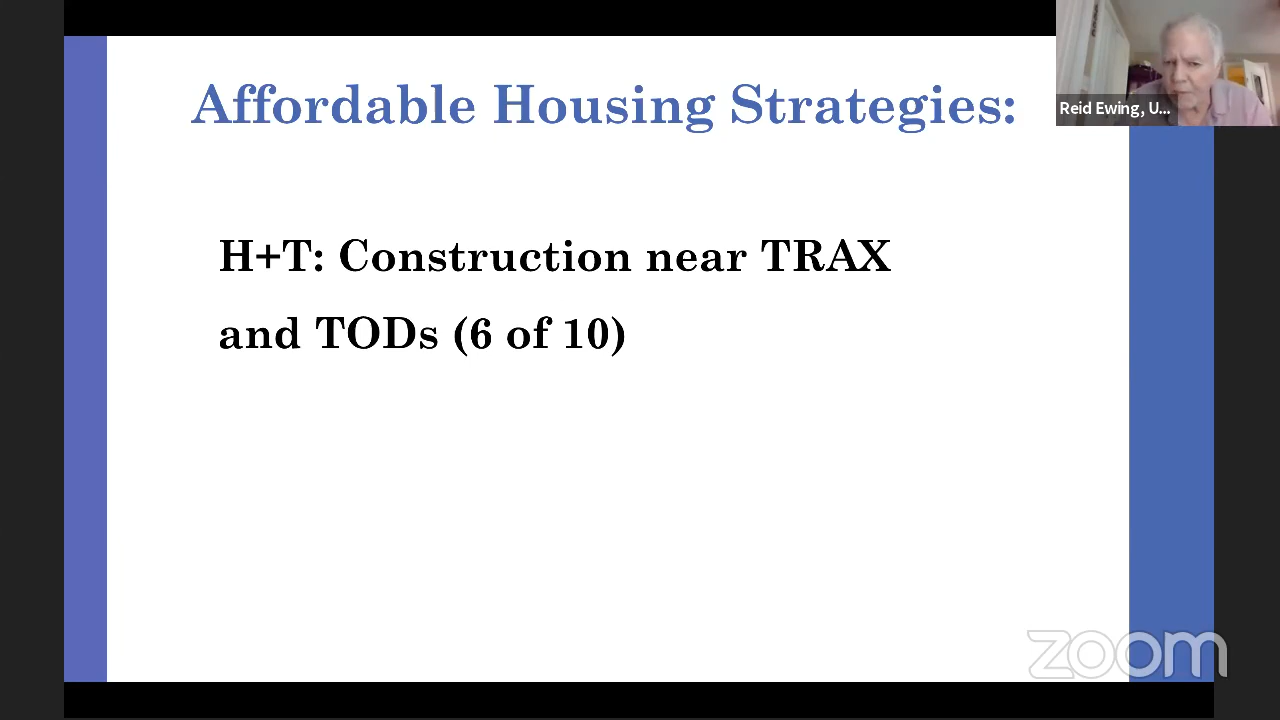 Affordable Housing Strategies:
Reid Ewing, U...
H+T: Construction near TRAX
and TODs (6 of 10)
zoom